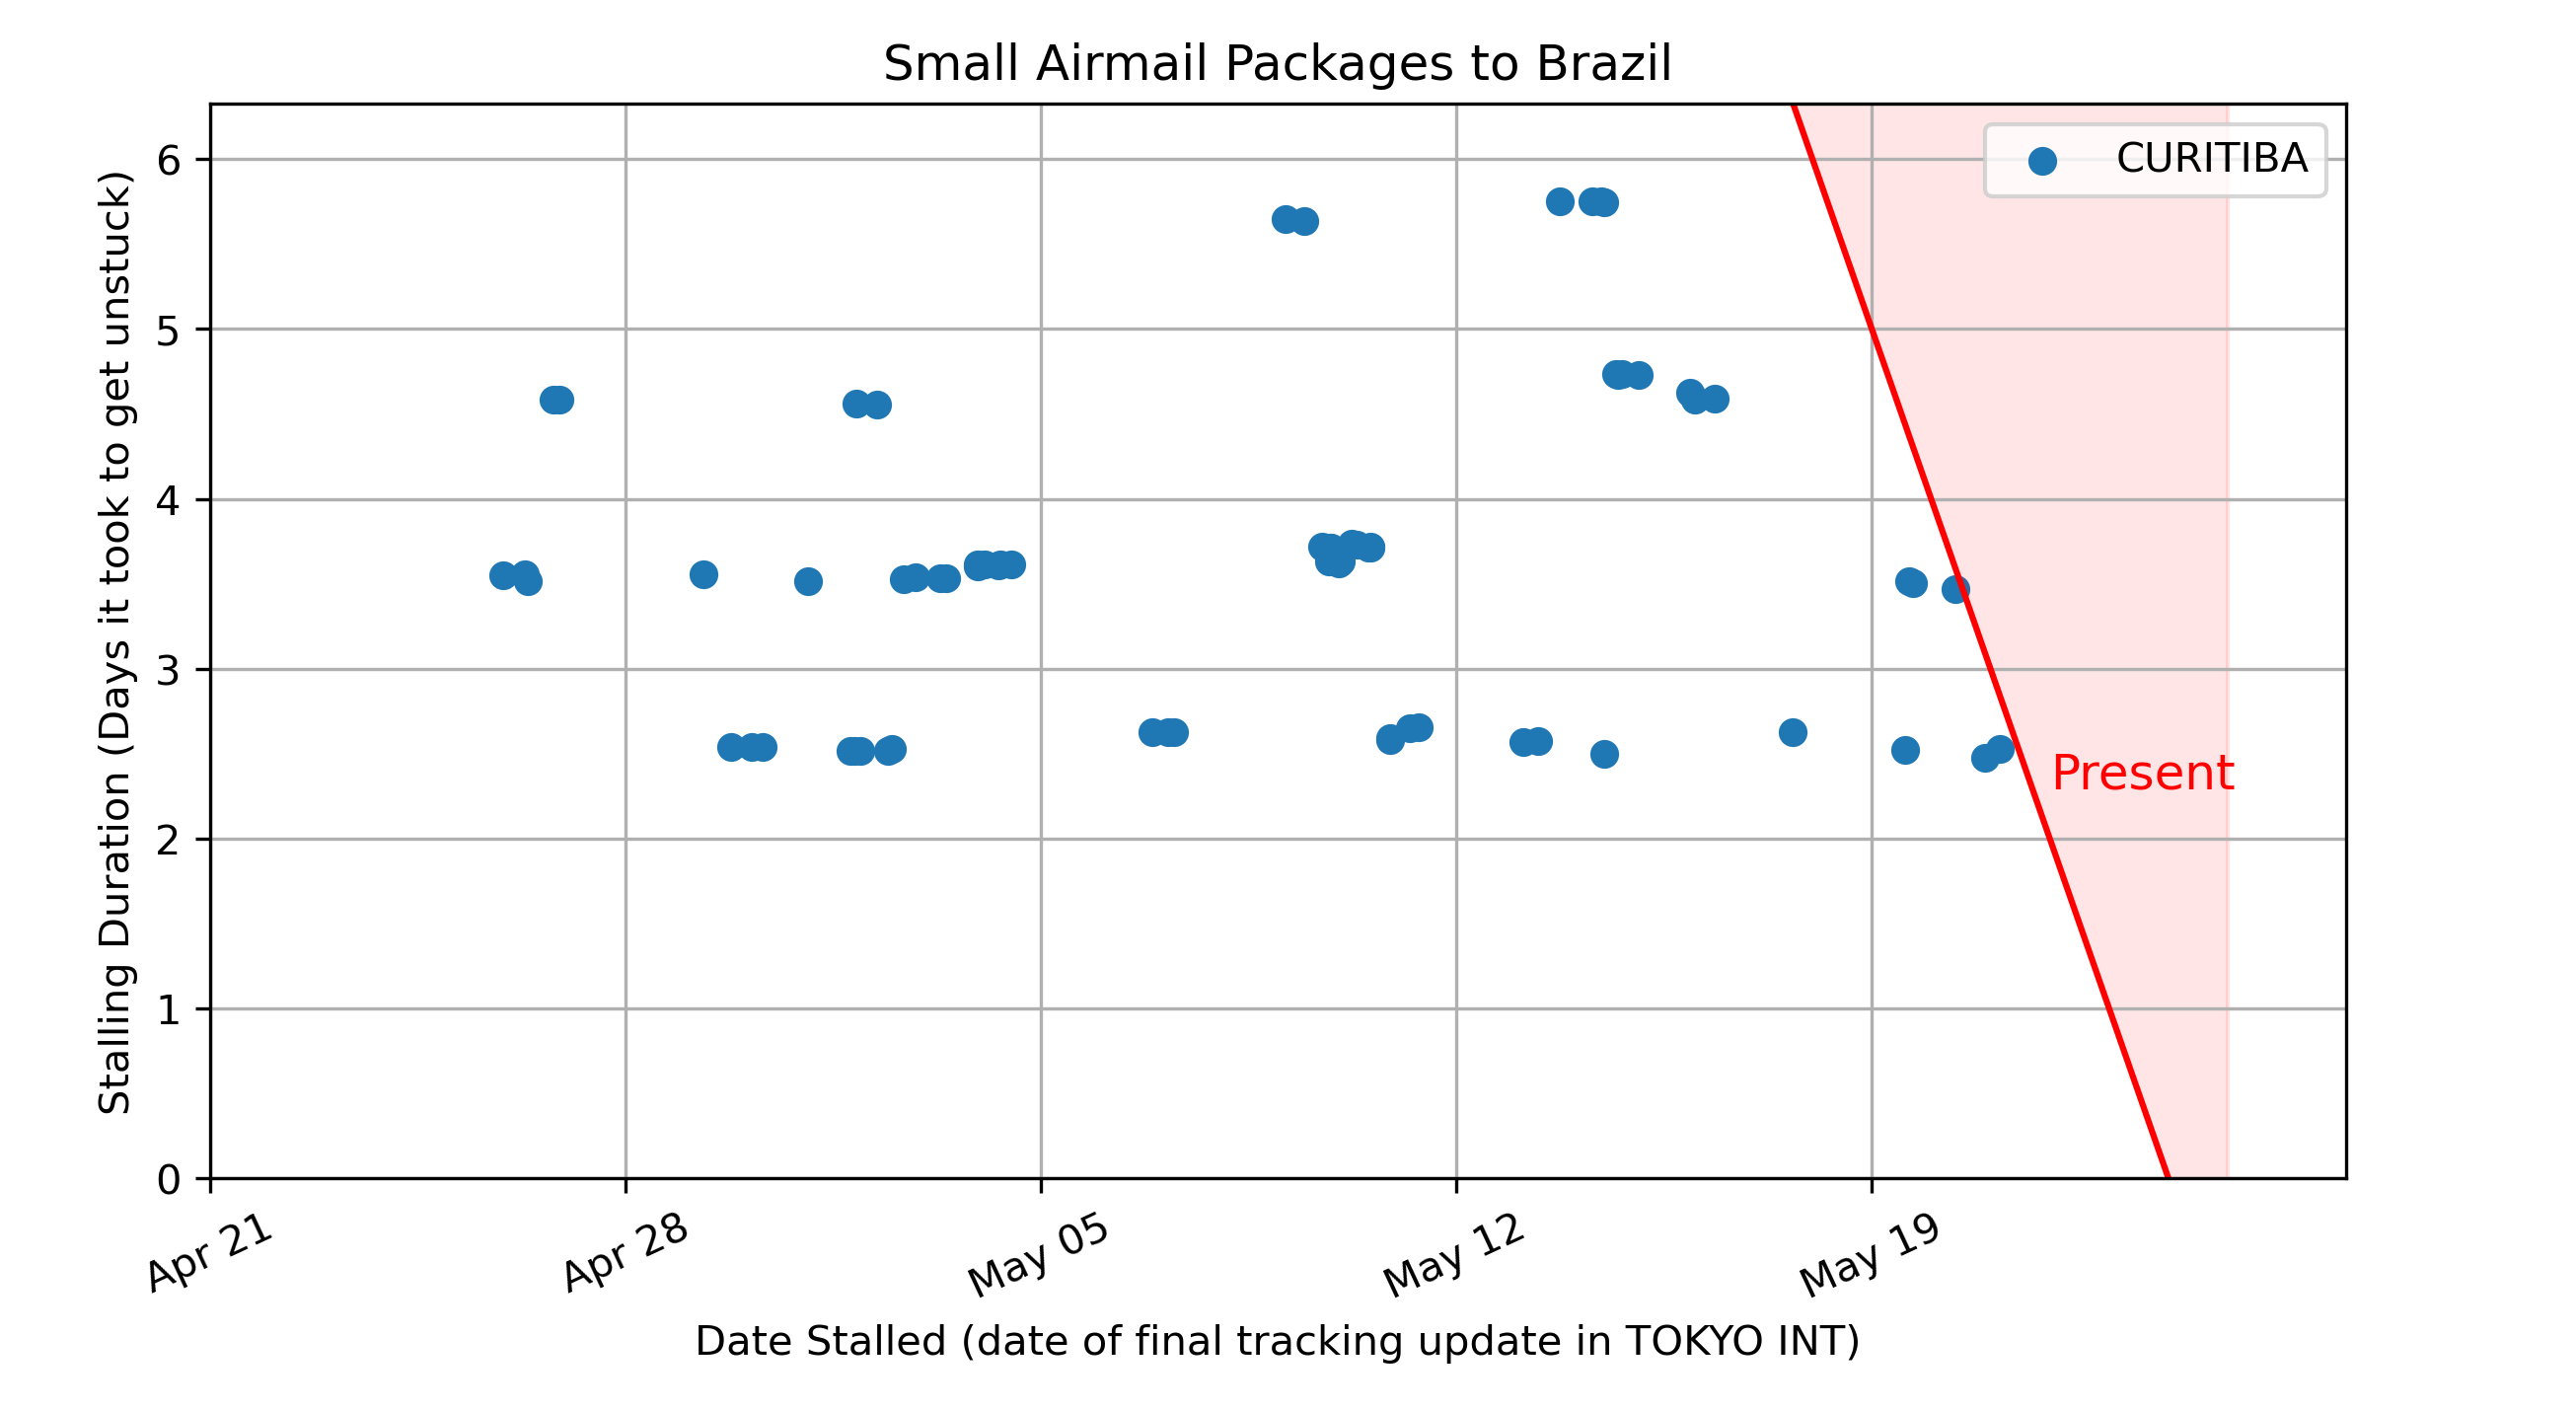 Small Airmail Packages to Brazil
CURITIBA
Stalling Duration (Days it took to get unstuck)
6
5
4
3
2
1
0
Present
Apr 21
Apr 28
May 05
May 12
May 19
Date Stalled (date of final tracking update in TOKYO INT)